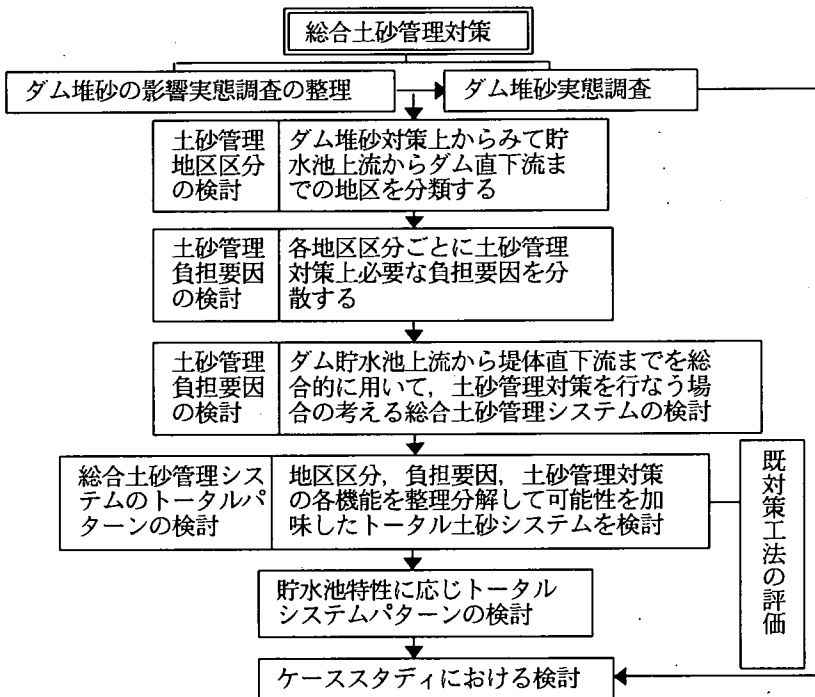 総合土砂管理対策
ダム堆砂の影響実態調査の整理
ダム堆砂実態調査
土砂管理
地区区分
の検討
ダム堆砂対策上からみて貯
水池上流からダム直下流ま
での地区を分類する
土砂管理
負担要因
の検討
各地区区分ごとに土砂管理
対策上必要な負担要因を分
散する
土砂管理
負担要因
の検討
ダム貯水池上流から堤体直下流までを総
合的に用いて，土砂管理対策を行なう場
合の考える総合土砂管理システムの検討
総合土砂管理シス
テムのトータルパ
ターンの検討
地区区分，負担要因，土砂管理対策
の各機能を整理分解して可能性を加
味したトータル土砂システムを検討
既対策工法の評価
貯水池特性に応じトータル
システムパターンの検討
ケーススタディにおける検討